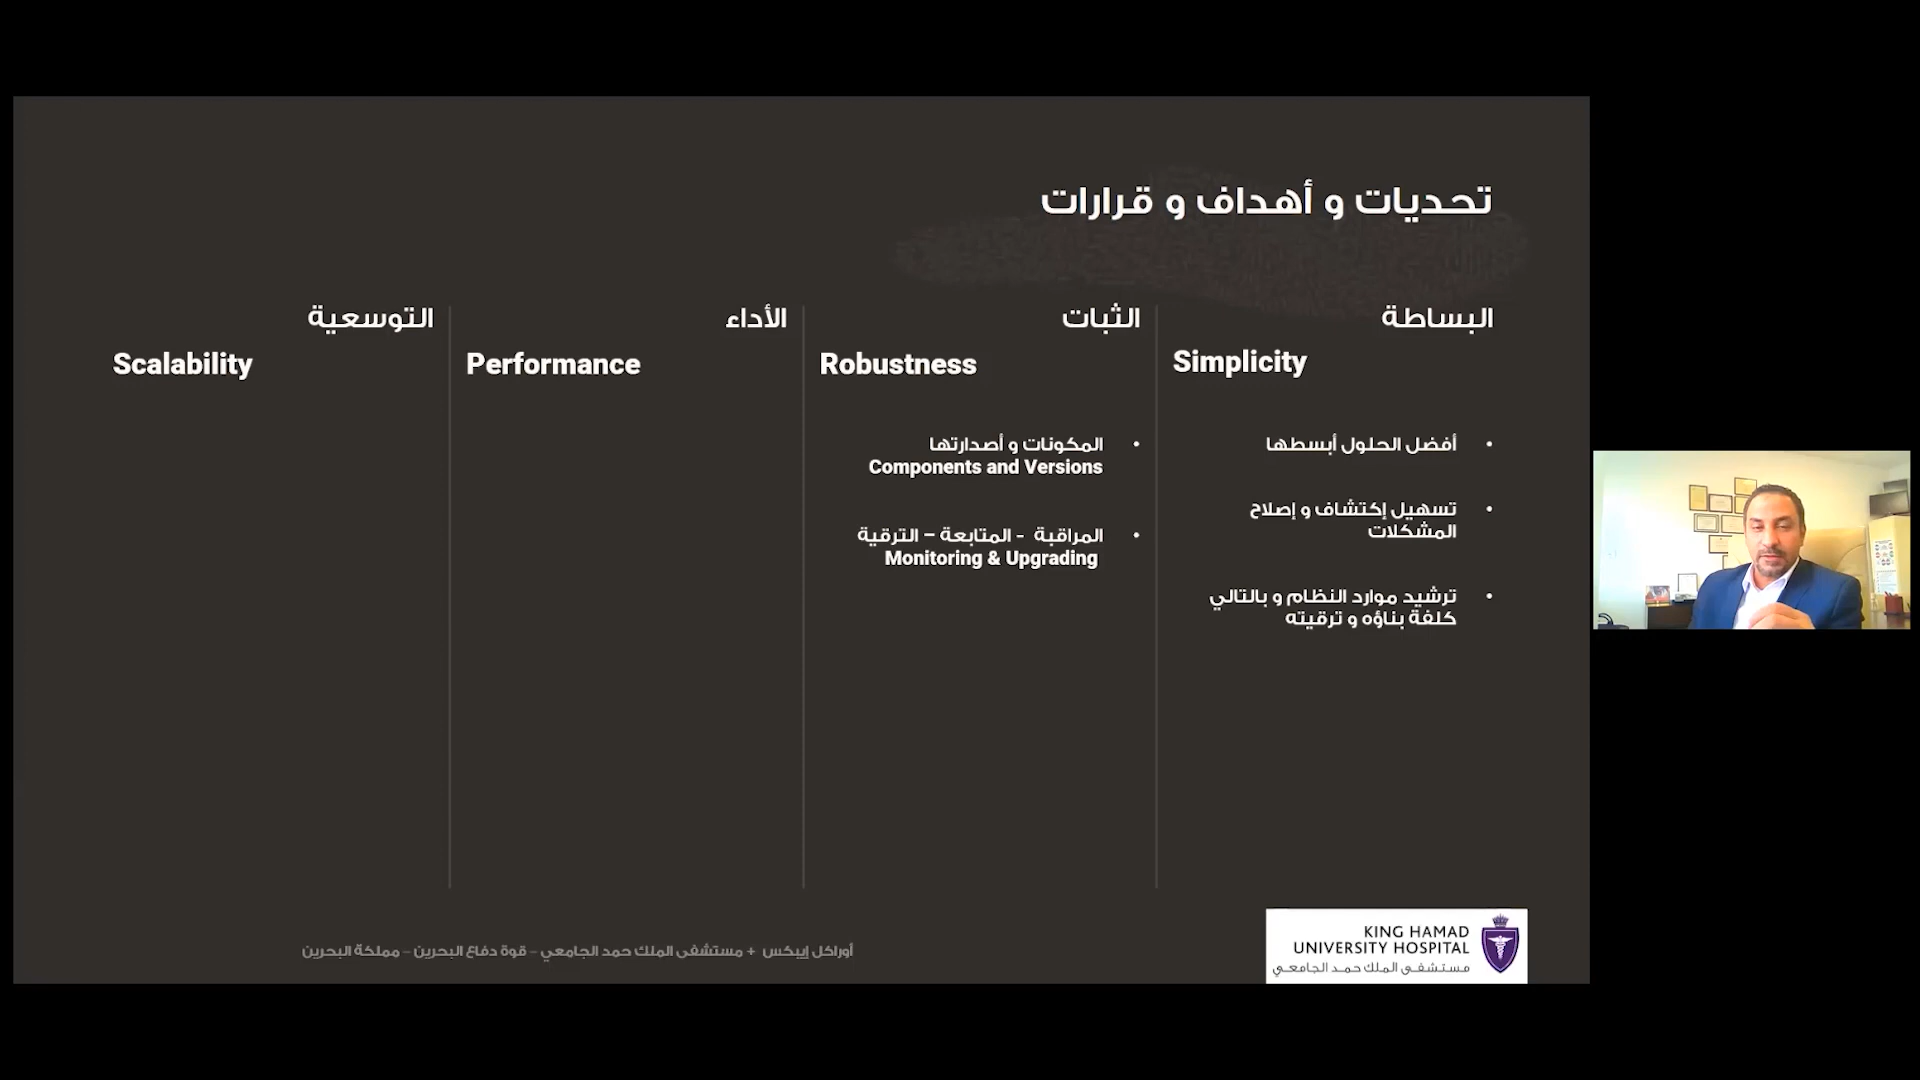 تحديات و أهداف و قرارات
البساطة
Simplicity
• أفضل الحلول أبسطها
• تسهيل إكتشاف و إصلاح
المشكلات
• ترشيد موارد النظام و بالتالي
كلفة بناؤه و ترقيته
الثبات
Robustness
• المكونات و أصدارتها
Components and Versions
• المراقبة - المتابعة – الترقية
Monitoring & Upgrading
الأداء
Performance
التوسعية
Scalability
أوراكل إيبكس + مستشفى الملك حمد الجامعي – قوة دفاع البحرين – مملكة البحرين
KING HAMAD
UNIVERSITY HOSPITAL
مستشفى الملك حمد الجامعي